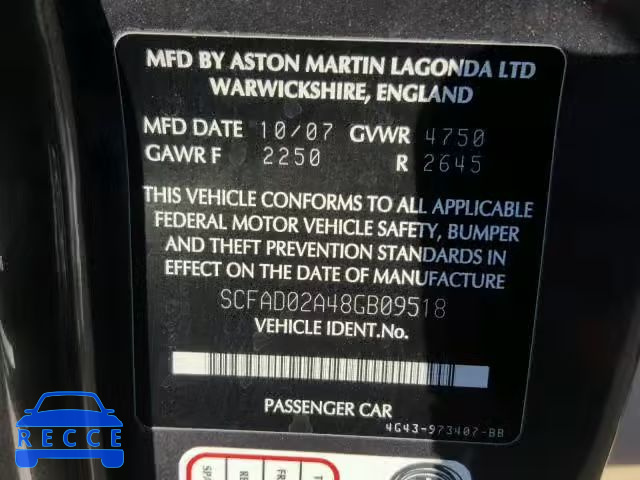 MFD BY ASTON MARTIN LAGONDA LTD
WARWICKSHIRE, ENGLAND
MFD DATE 10/07 GVWR 4750
GAWR F 2250 R 2645
THIS VEHICLE CONFORMS TO ALL APPLICABLE
FEDERAL MOTOR VEHICLE SAFETY, BUMPER
AND THEFT PREVENTION STANDARDS IN
EFFECT ON THE DATE OF MANUFACTURE
SCFAD02A48GB09518
VEHICLE IDENT.No.
PASSENGER CAR
4G43-973407-BB
RECCE